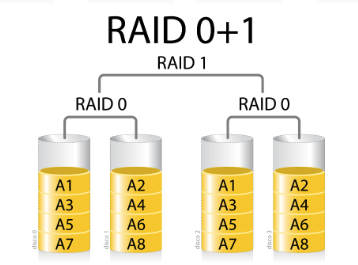 RAID 0+1
RAID 1
RAID 0 RAID 0
A1 A2 A1 A2
A3 A4 A3 A4
A5 A6 A5 A6
A7 A8 A7 A8
disco 0 disco 1 disco 2 disco 3